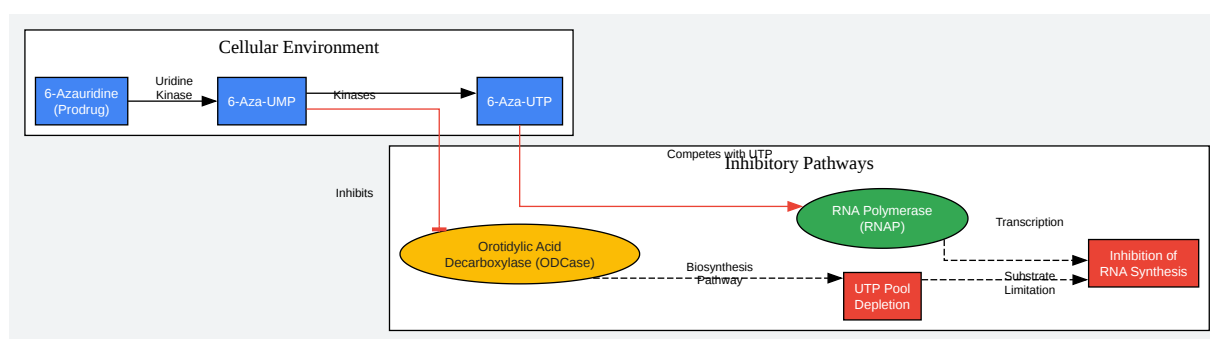 Cellular Environment
6-Azauridine
(Prodrug)
Uridine
Kinase
6-Aza-UMP
Kinases
6-Aza-UTP
Competes with UTP
Inhibitory Pathways
Inhibits
RNA Polymerase
(RNAP)
Transcription
Orotidylic Acid
Decarboxylase (ODCase)
Biosynthesis
Pathway
UTP Pool
Depletion
Substrate
Limitation
Inhibition of
RNA Synthesis